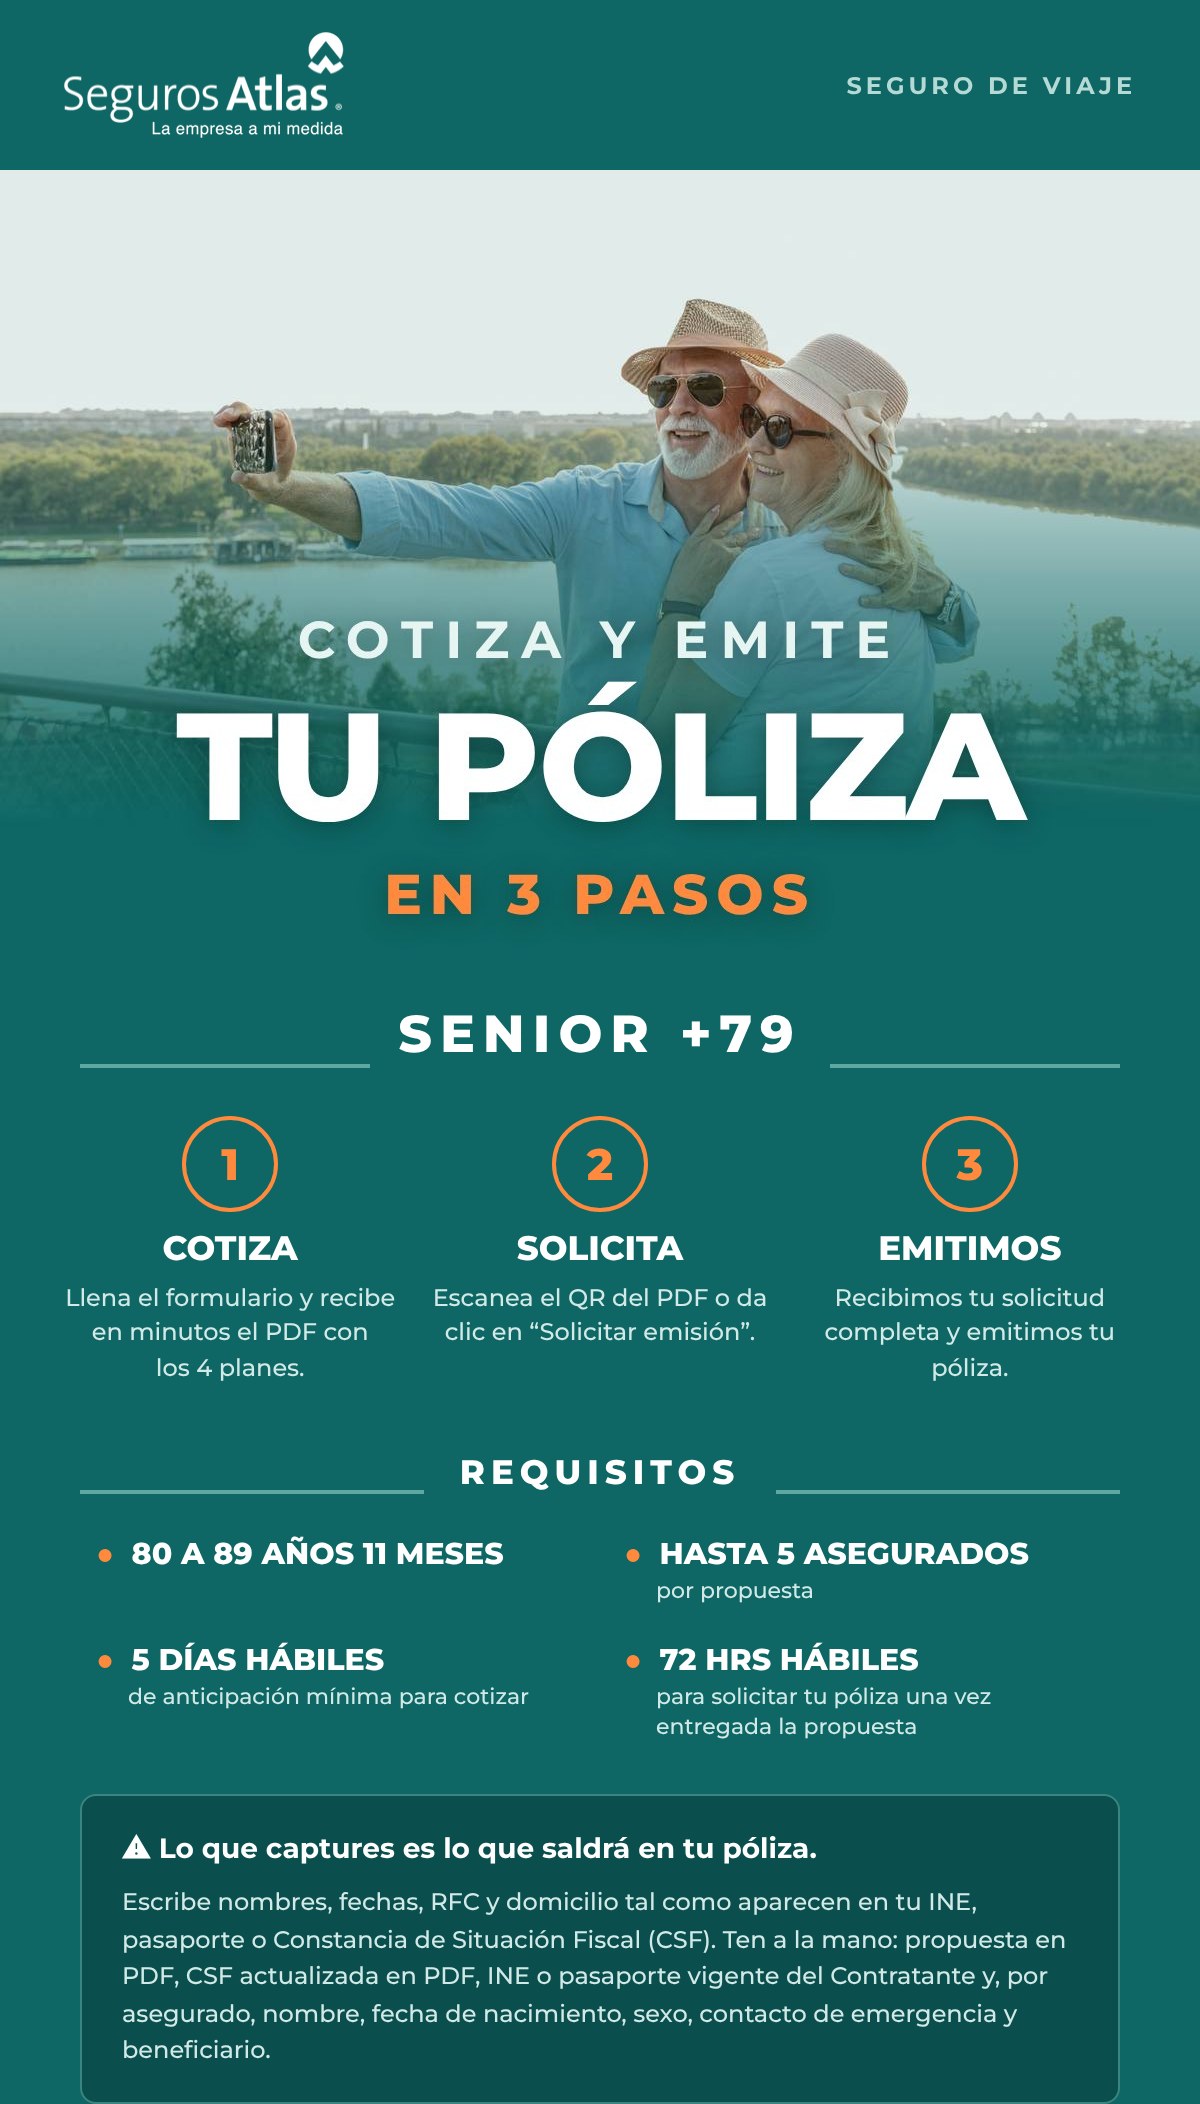 Seguros Atlas®
La empresa a mi medida
SEGURO DE VIAJE
COTIZA Y EMITE
TU PÓLIZA
EN 3 PASOS
SENIOR +79
1
COTIZA
Llena el formulario y recibe
en minutos el PDF con
los 4 planes.
2
SOLICITA
Escanea el QR del PDF o da
clic en “Solicitar emisión”.
3
EMITIMOS
Recibimos tu solicitud
completa y emitimos tu
póliza.
REQUISITOS
• 80 A 89 AÑOS 11 MESES
• HASTA 5 ASEGURADOS
por propuesta
• 5 DÍAS HÁBILES
de anticipación mínima para cotizar
• 72 HRS HÁBILES
para solicitar tu póliza una vez
entregada la propuesta
⚠ Lo que captures es lo que saldrá en tu póliza.
Escribe nombres, fechas, RFC y domicilio tal como aparecen en tu INE,
pasaporte o Constancia de Situación Fiscal (CSF). Ten a la mano: propuesta en
PDF, CSF actualizada en PDF, INE o pasaporte vigente del Contratante y, por
asegurado, nombre, fecha de nacimiento, sexo, contacto de emergencia y
beneficiario.